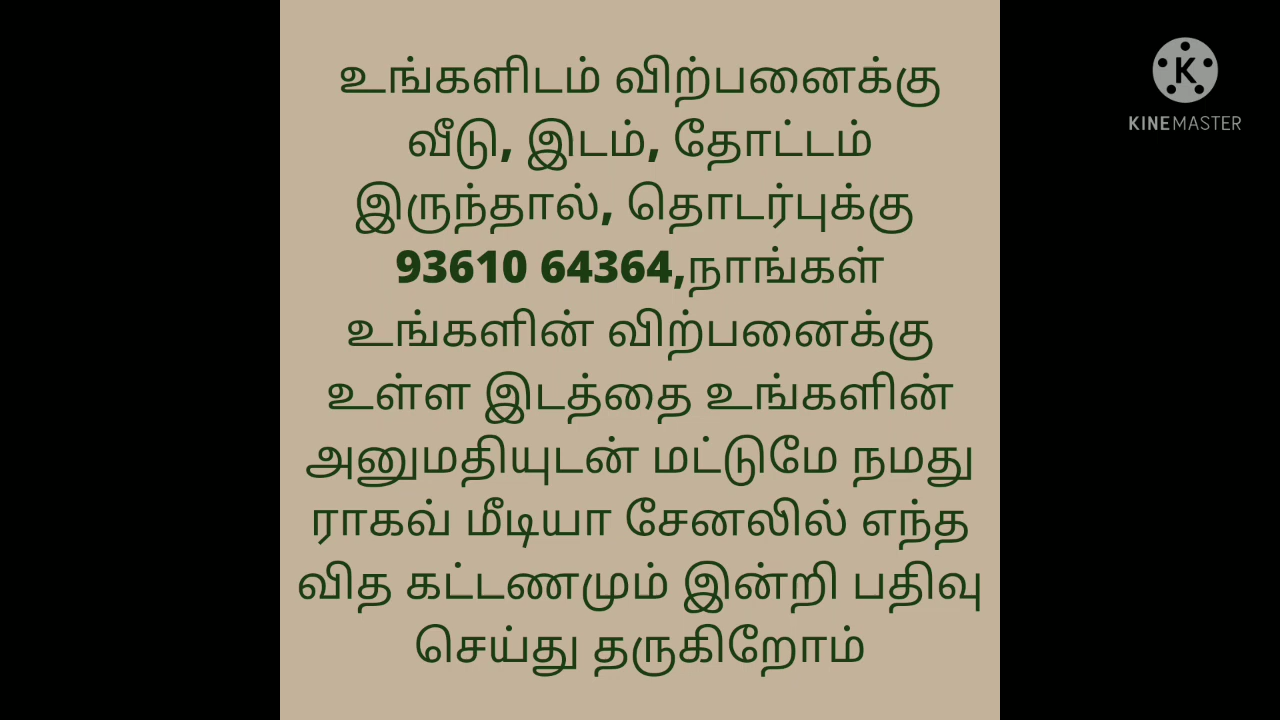 உங்களிடம் விற்பனைக்கு
வீடு, இடம், தோட்டம்
இருந்தால், தொடர்புக்கு
93610 64364,நாங்கள்
உங்களின் விற்பனைக்கு
உள்ள இடத்தை உங்களின்
அனுமதியுடன் மட்டுமே நமது
ராகவ் மீடியா சேனலில் எந்த
வித கட்டணமும் இன்றி பதிவு
செய்து தருகிறோம்
K
KINEMASTER